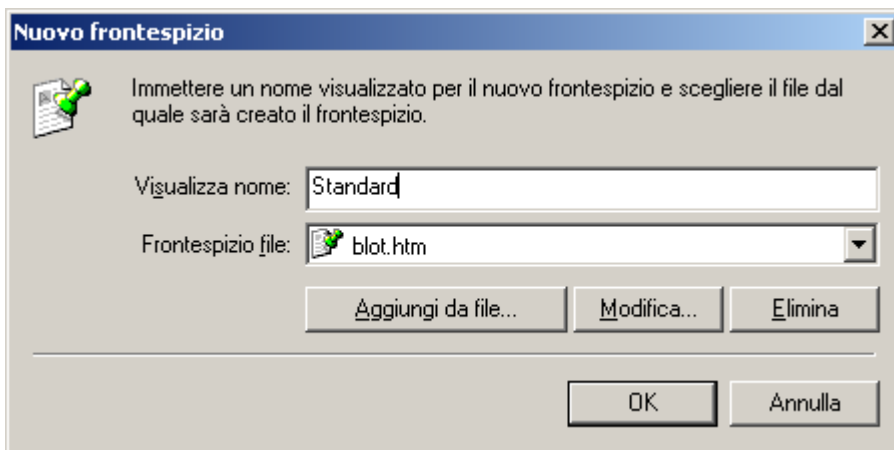 Nuovo frontespizio
Immettere un nome visualizzato per il nuovo frontespizio e scegliere il file dal
quale sarà creato il frontespizio.
Visualizza nome: Standard
Frontespizio file: blot.htm
Aggiungi da file... Modifica... Elimina
OK Annulla